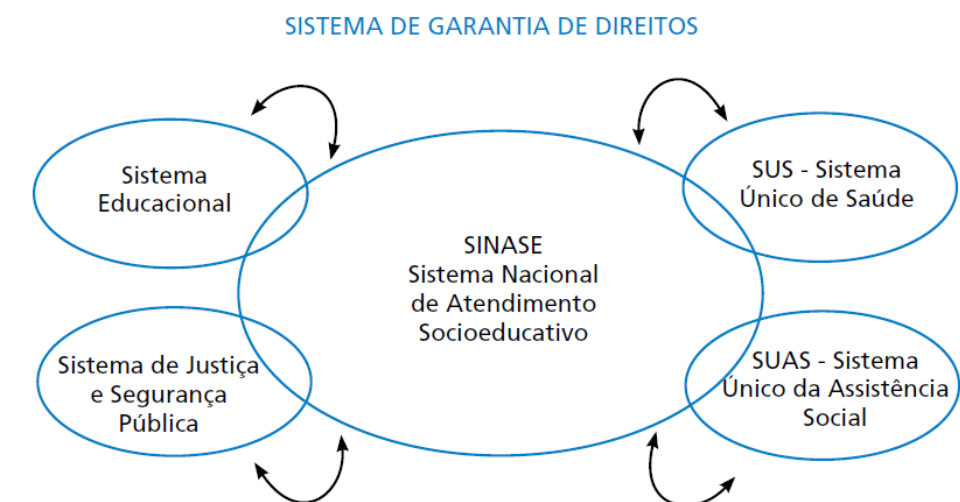 SISTEMA DE GARANTIA DE DIREITOS
Sistema
Educacional
SUS - Sistema
Único de Saúde
SINASE
Sistema Nacional
de Atendimento
Socioeducativo
Sistema de Justiça
e Segurança
Pública
SUAS - Sistema
Único da Assistência
Social